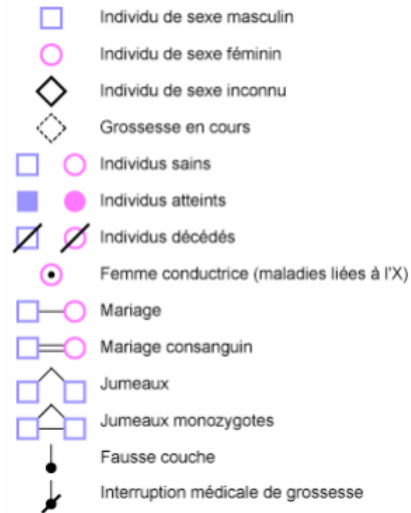 Individu de sexe masculin
Individu de sexe féminin
Individu de sexe inconnu
Grossesse en cours
Individus sains
Individus atteints
Individus décédés
Femme conductrice (maladies liées à l'X)
Mariage
Mariage consanguin
Jumeaux
Jumeaux monozygotes
Fausse couche
Interruption médicale de grossesse